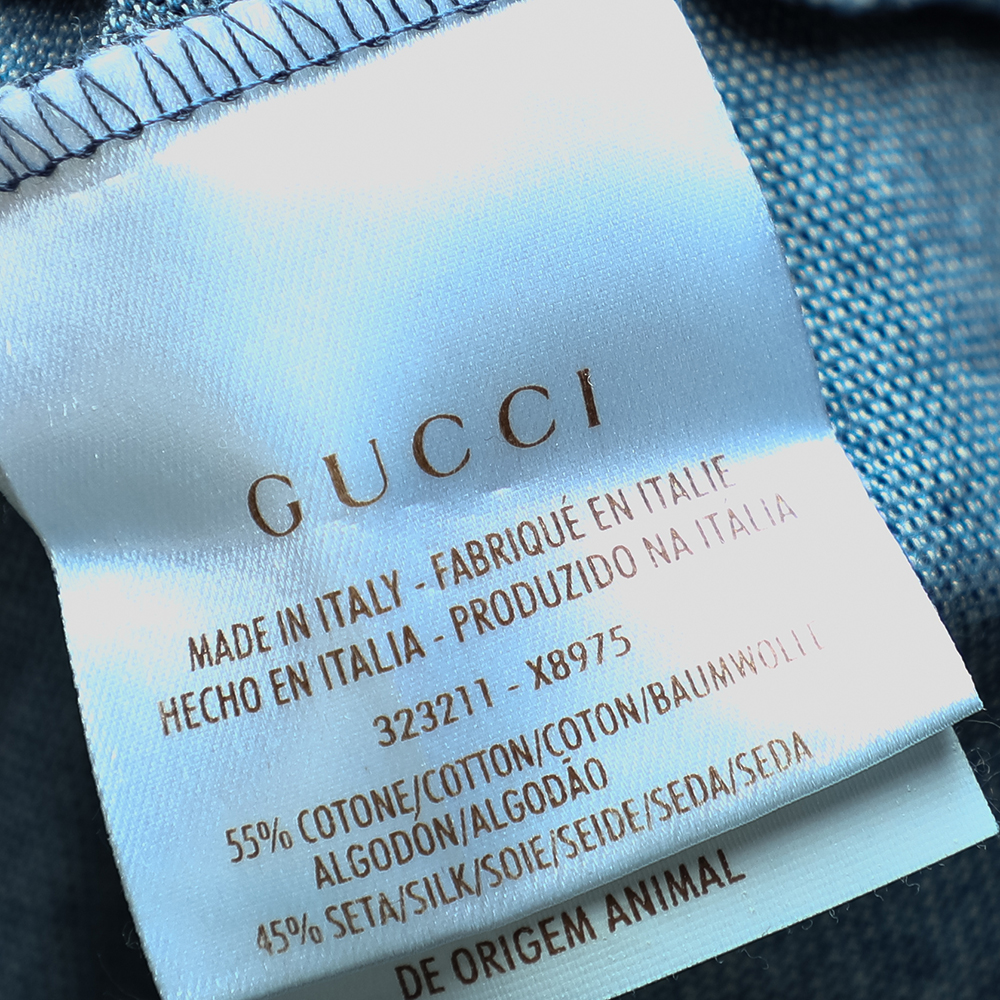 GUCCI
MADE IN ITALY - FABRIQUÉ EN ITALIE
HECHO EN ITALIA - PRODUZIDO NA ITÁLIA
323211 - X8975
55% COTONE/COTTON/COTON/BAUMWOLLE
ALGODÓN/ALGODÃO
45% SETA/SILK/SOIE/SEIDE/SEDA/SEDA
DE ORIGEM ANIMAL